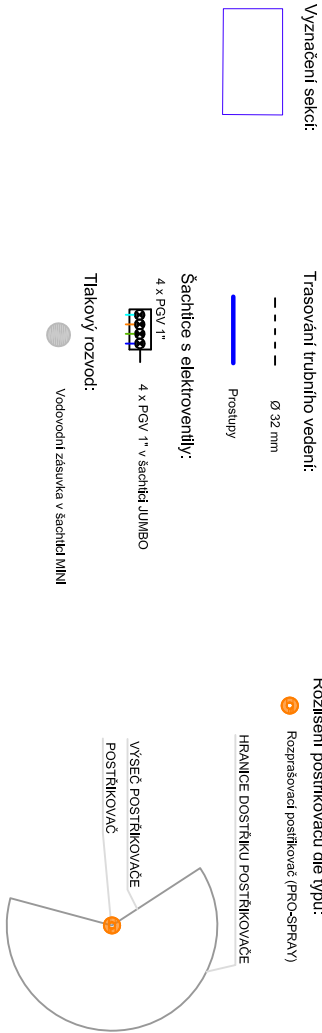 Vyznačení sekcí:
Trasování trubního vedení:
Ø 32 mm
Prostupy
Šachtice s elektroventily:
4 x PGV 1"
4 x PGV 1" v šachtici JUMBO
Tlakový rozvod:
Vodovodní zásuvka v šachtici MINI
Rozlišení postřikovačů dle typu:
Rozprašovací postřikovač (PRO-SPRAY)
HRANICE DOSTŘIKU POSTŘIKOVAČE
VÝSEČ POSTŘIKOVAČE
POSTŘIKOVAČ